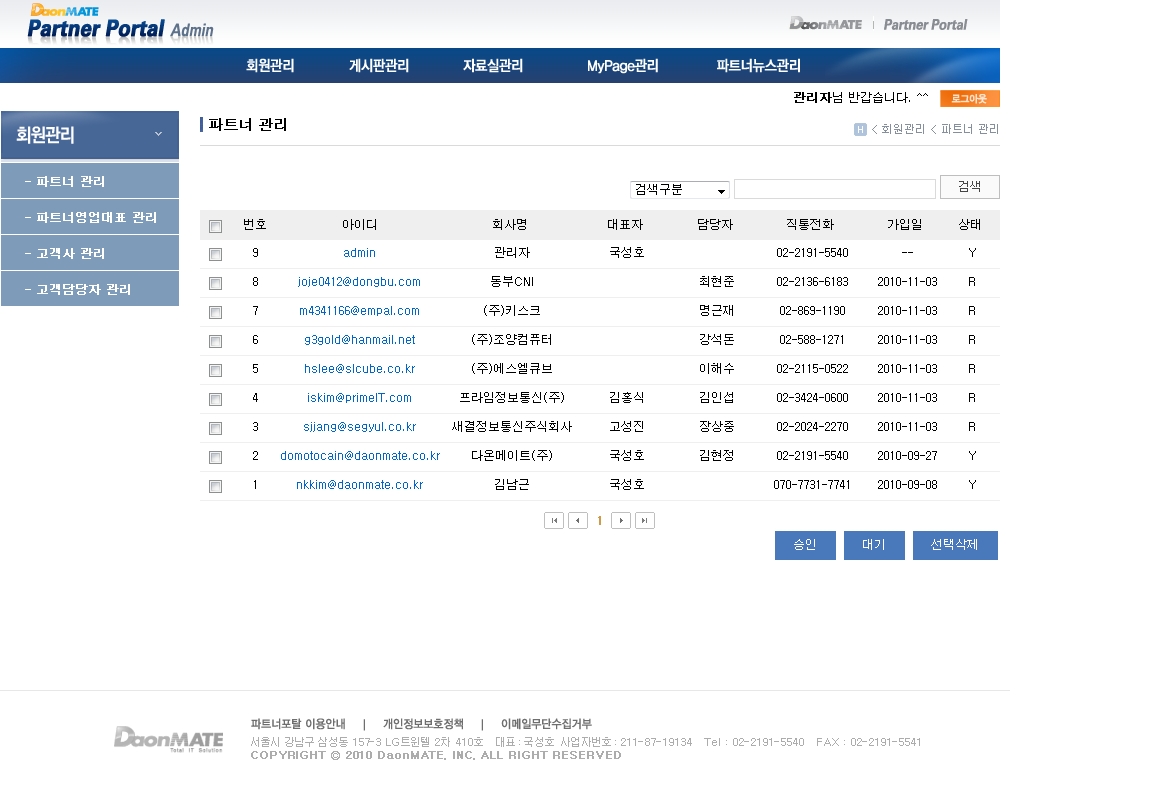 DaonMATE
Partner Portal Admin
DaonMATE | Partner Portal
회원관리 게시판관리 자료실관리 MyPage관리 파트너뉴스관리
관리자님 반갑습니다. ^^ 로그아웃
회원관리
- 파트너 관리
- 파트너영업대표 관리
- 고객사 관리
- 고객담당자 관리
파트너 관리
H < 회원관리 < 파트너 관리
검색구분 검색
번호 아이디 회사명 대표자 담당자 직통전화 가입일 상태
9 admin 관리자 국성호 02-2191-5540 -- Y
8 joje0412@dongbu.com 동부CNI 최현준 02-2136-6183 2010-11-03 R
7 m4341166@empal.com (주)키스크 명근재 02-869-1190 2010-11-03 R
6 g3gold@hanmail.net (주)조양컴퓨터 강석돈 02-588-1271 2010-11-03 R
5 hslee@slcube.co.kr (주)에스엘큐브 이해수 02-2115-0522 2010-11-03 R
4 iskim@primeIT.com 프라임정보통신(주) 김홍식 김인섭 02-3424-0600 2010-11-03 R
3 sjjang@segyul.co.kr 새결정보통신주식회사 고성진 장상중 02-2024-2270 2010-11-03 R
2 domotocain@daonmate.co.kr 다온메이트(주) 국성호 김현정 02-2191-5540 2010-09-27 Y
1 nkkim@daonmate.co.kr 김남근 국성호 070-7731-7741 2010-09-08 Y
1
승인 대기 선택삭제
파트너포탈 이용안내 | 개인정보보호정책 | 이메일무단수집거부
DaonMATE
Total IT Solution
서울시 강남구 삼성동 157-3 LG트윈텔 2차 410호 대표 : 국성호 사업자번호 : 211-87-19134 Tel : 02-2191-5540 FAX : 02-2191-5541
COPYRIGHT © 2010 DaonMATE, INC, ALL RIGHT RESERVED